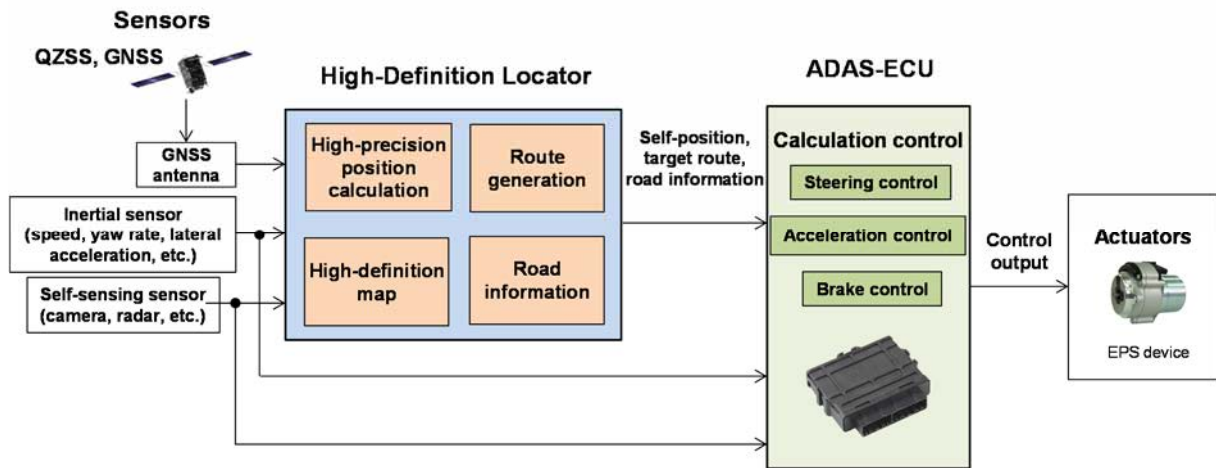 Sensors
QZSS, GNSS
GNSS
antenna
Inertial sensor
(speed, yaw rate, lateral
acceleration, etc.)
Self-sensing sensor
(camera, radar, etc.)
High-Definition Locator
High-precision
position
calculation
Route
generation
High-definition
map
Road
information
Self-position,
target route,
road information
ADAS-ECU
Calculation control
Steering control
Acceleration control
Brake control
Control
output
Actuators
EPS device